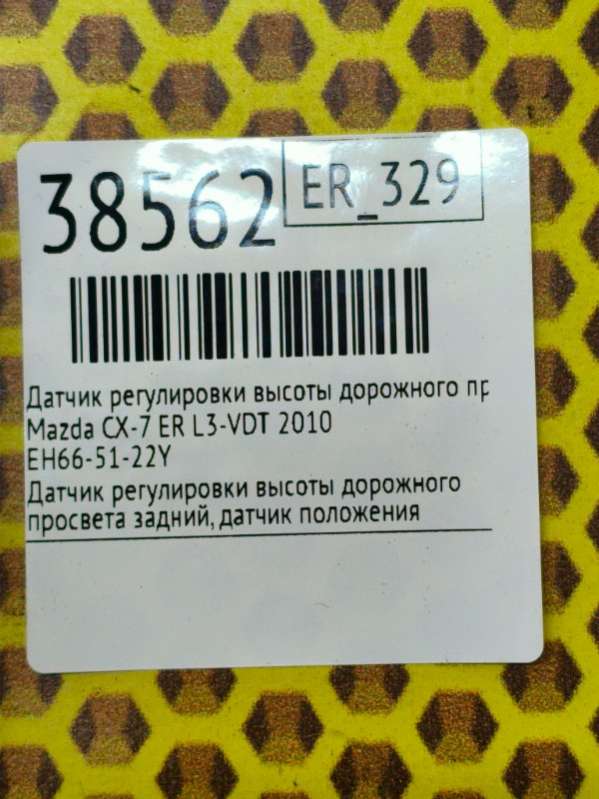 38562
ER_329
Датчик регулировки высоты дорожного пр
Mazda CX-7 ER L3-VDT 2010
EH66-51-22Y
Датчик регулировки высоты дорожного
просвета задний, датчик положения